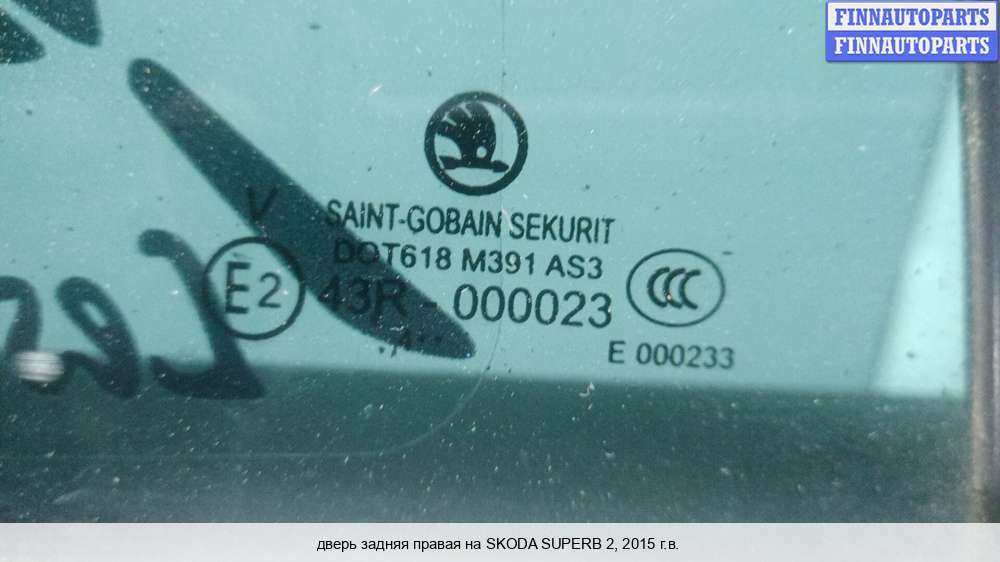 FINNAUTOPARTS
FINNAUTOPARTS
V
SAINT-GOBAIN SEKURIT
DOT618 M391 AS3
E2
43R - 000023
CCC
E 000233
дверь задняя правая на SKODA SUPERB 2, 2015 г.в.